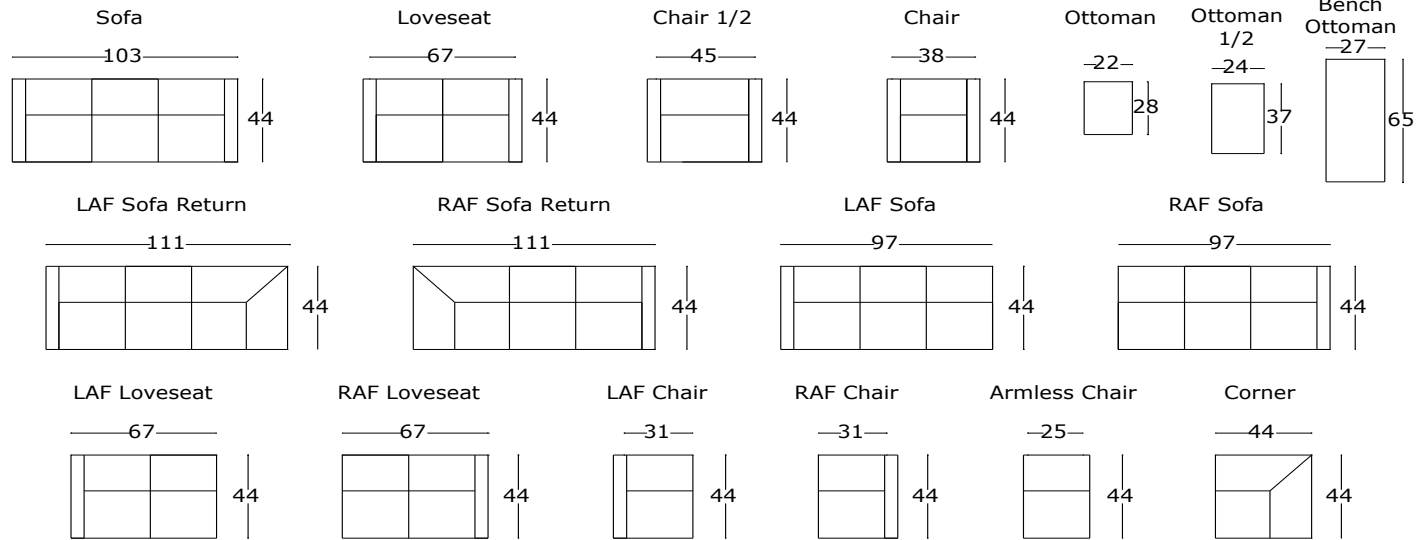 Sofa Loveseat Chair 1/2 Chair Ottoman Ottoman 1/2 Bench Ottoman
103 67 45 38 22 24 27
44 44 44 44 28 37 65
LAF Sofa Return RAF Sofa Return LAF Sofa RAF Sofa
111 111 97 97
44 44 44 44
LAF Loveseat RAF Loveseat LAF Chair RAF Chair Armless Chair Corner
67 67 31 31 25 44
44 44 44 44 44 44